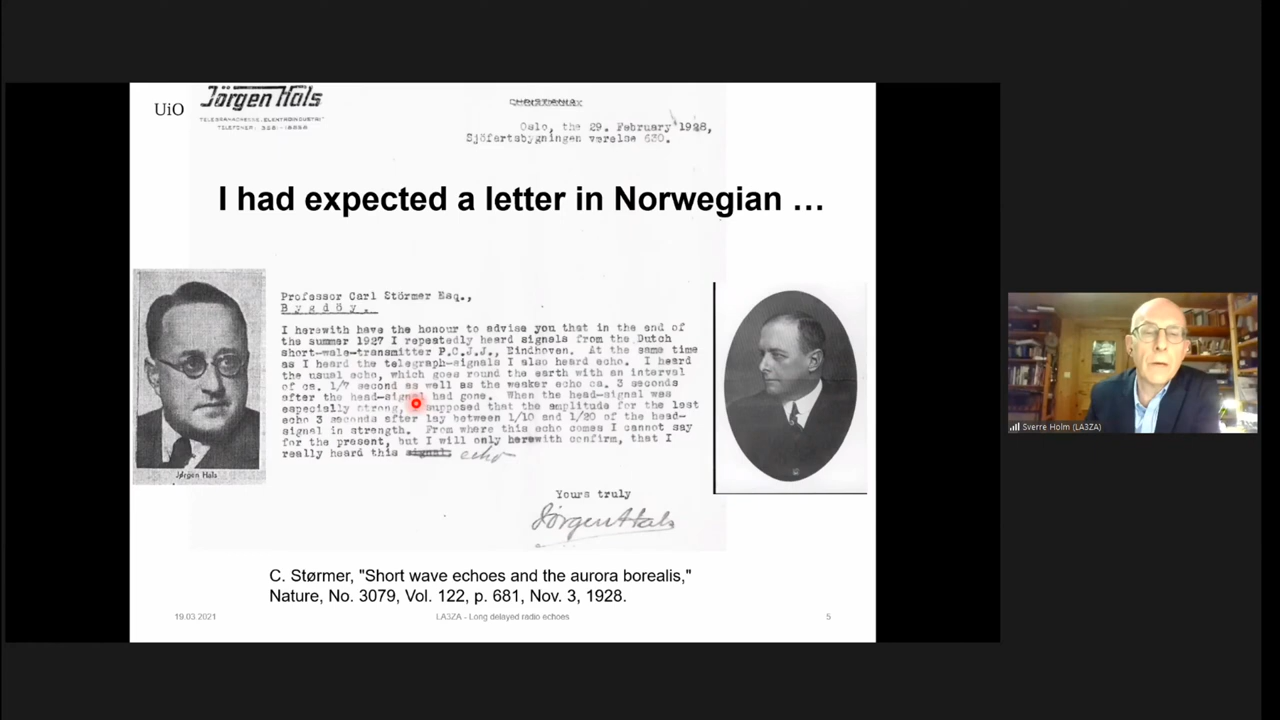 UiO
Jörgen Hals
TELEGRAMADRESSE: "ELEKTROINDUSTRI"
CHRISTIANIA
Oslo, the 29. February 1928,
Sjöfartsbygningen værelse 630.
I had expected a letter in Norwegian …
Professor Carl Störmer Esq.,
Bygdöy.
I herewith have the honour to advise you that in the end of
the summer 1927 I repeatedly heard signals from the Dutch
short-wale-transmitter P.C.J.J., Eindhoven. At the same time
as I heard the telegraph-signals I also heard echo. I heard
the usual echo, which goes round the earth with an interval
of ca. 1/7 second as well as the weaker echo ca. 3 seconds
after the head-signal had gone. When the head-signal was
especially strong, supposed that the amplitude for the last
echo 3 seconds after lay between 1/10 and 1/20 of the head-
signal in strength. From where this echo comes I cannot say
for the present, but I will only herewith confirm, that I
really heard this signal echo
Yours truly
Jörgen Hals
Jørgen Hals
C. Størmer, "Short wave echoes and the aurora borealis,"
Nature, No. 3079, Vol. 122, p. 681, Nov. 3, 1928.
19.03.2021
LA3ZA - Long delayed radio echoes
5
Sverre Holm (LA3ZA)